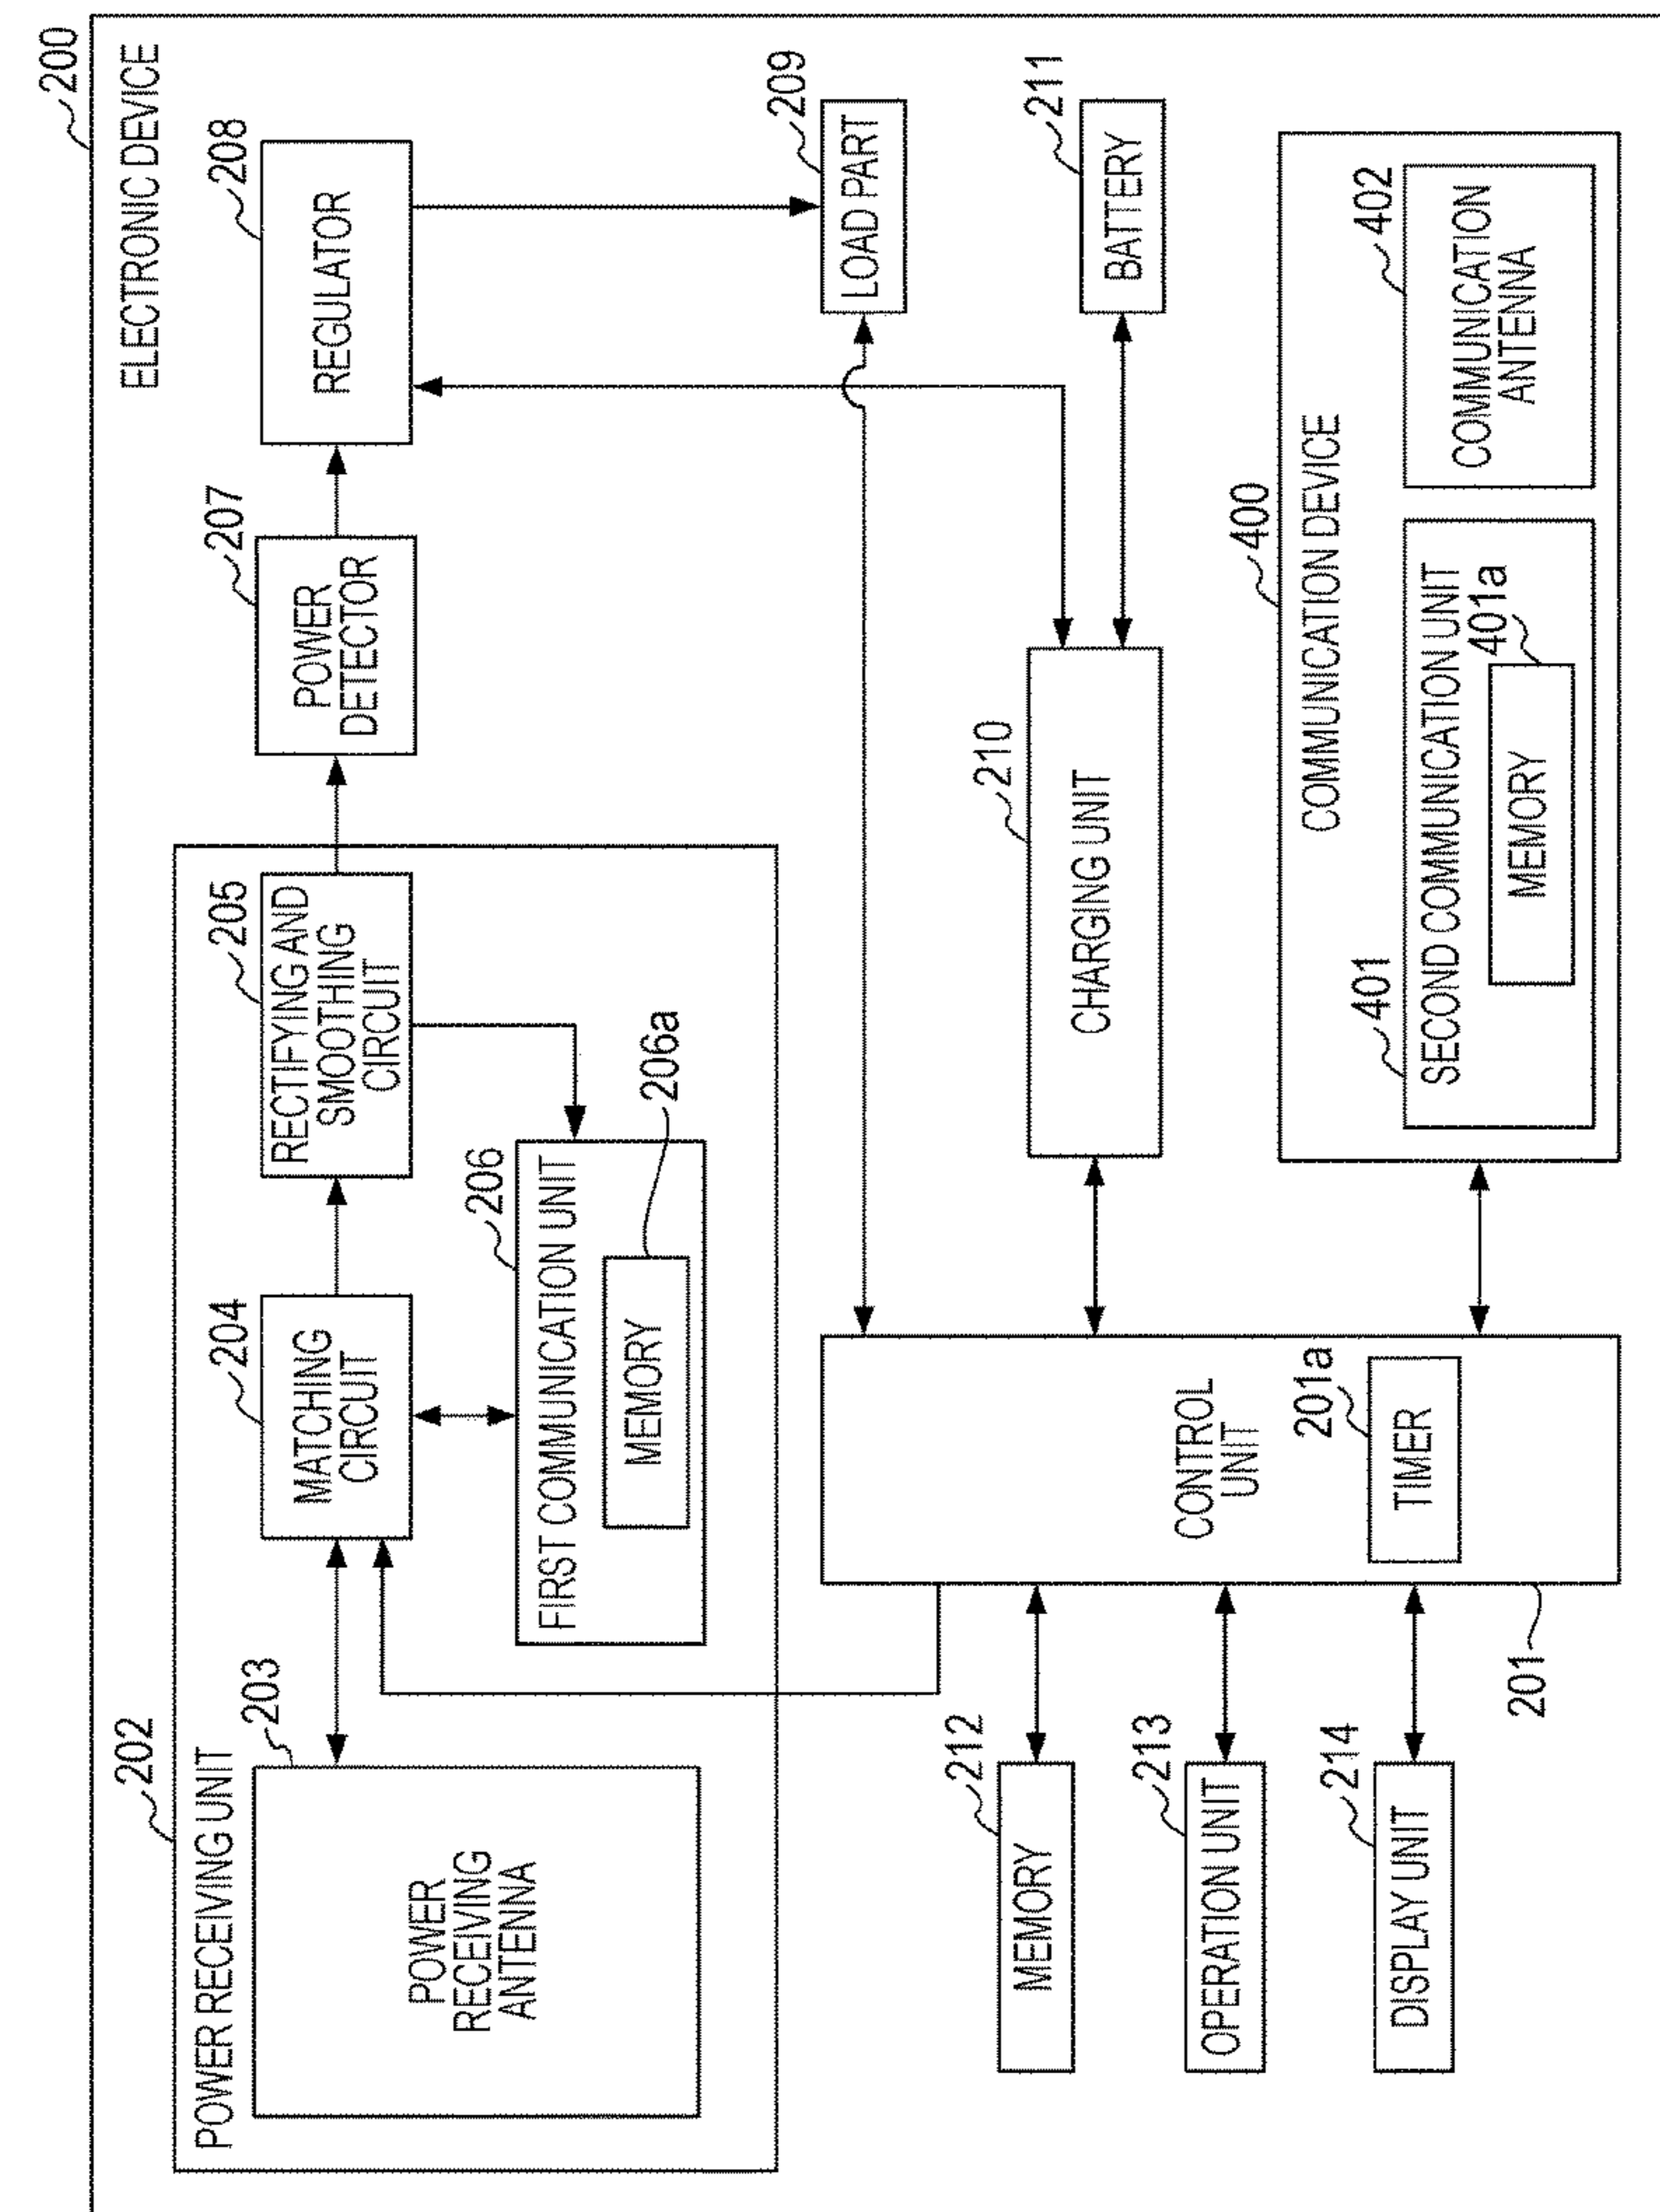 200
ELECTRONIC DEVICE
202
POWER RECEIVING UNIT
203
POWER
RECEIVING
ANTENNA
204
MATCHING
CIRCUIT
205
RECTIFYING AND
SMOOTHING
CIRCUIT
207
POWER
DETECTOR
208
REGULATOR
206
FIRST COMMUNICATION UNIT
206a
MEMORY
209
LOAD PART
212
MEMORY
213
OPERATION UNIT
214
DISPLAY UNIT
CONTROL
UNIT
201a
TIMER
201
210
CHARGING UNIT
211
BATTERY
400
COMMUNICATION DEVICE
401
SECOND COMMUNICATION UNIT
401a
MEMORY
402
COMMUNICATION
ANTENNA